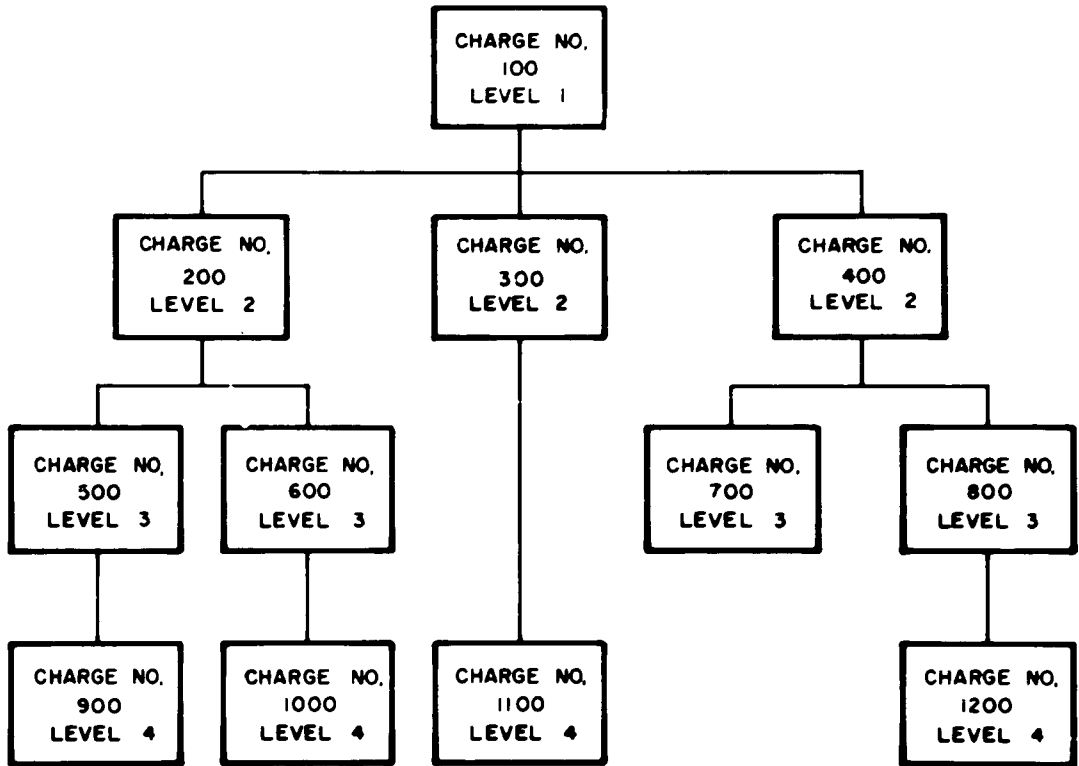 CHARGE NO.
100
LEVEL 1
CHARGE NO.
200
LEVEL 2
CHARGE NO.
300
LEVEL 2
CHARGE NO.
400
LEVEL 2
CHARGE NO.
500
LEVEL 3
CHARGE NO.
600
LEVEL 3
CHARGE NO.
700
LEVEL 3
CHARGE NO.
800
LEVEL 3
CHARGE NO.
900
LEVEL 4
CHARGE NO.
1000
LEVEL 4
CHARGE NO.
1100
LEVEL 4
CHARGE NO.
1200
LEVEL 4